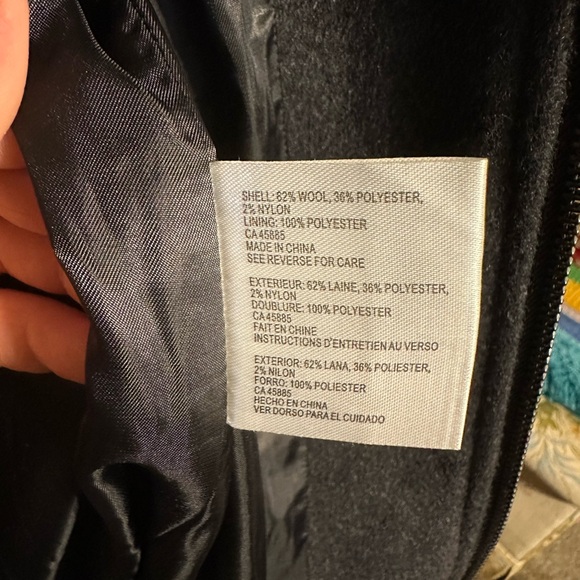 SHELL: 62% WOOL, 36% POLYESTER,
2% NYLON
LINING: 100% POLYESTER
CA 45885
MADE IN CHINA
SEE REVERSE FOR CARE
EXTERIEUR: 62% LAINE, 36% POLYESTER,
2% NYLON
DOUBLURE: 100% POLYESTER
CA 45885
FAIT EN CHINE
INSTRUCTIONS D'ENTRETIEN AU VERSO
EXTERIOR: 62% LANA, 36% POLIESTER,
2% NILON
FORRO: 100% POLIESTER
CA 45885
HECHO EN CHINA
VER DORSO PARA EL CUIDADO